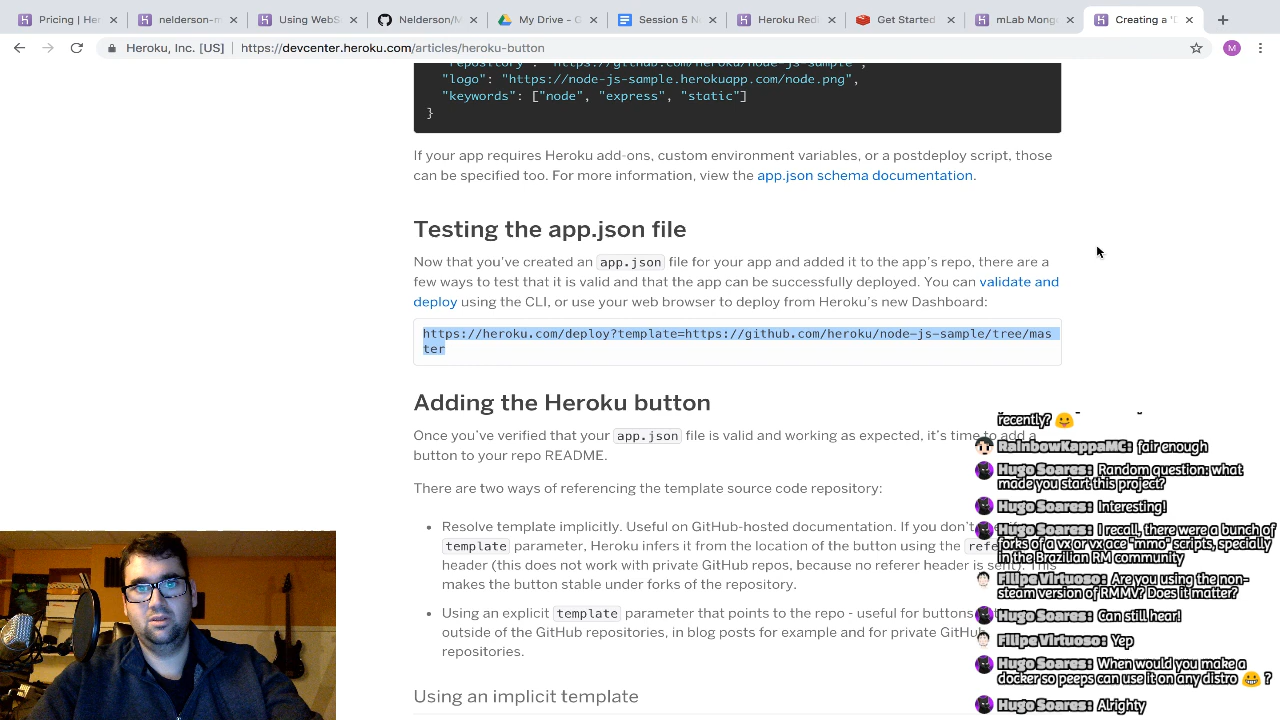 Pricing | Her
nelder-m
Using WebS
Nelderson/M
My Drive - G
Session 5 N
Heroku Redi
Get Started
mLab Mong
Creating a 'D
Heroku, Inc. [US] | https://devcenter.heroku.com/articles/heroku-button
M
"repository": "https://github.com/heroku/node-js-sample",
"logo": "https://node-js-sample.herokuapp.com/node.png",
"keywords": ["node", "express", "static"]
}
If your app requires Heroku add-ons, custom environment variables, or a postdeploy script, those
can be specified too. For more information, view the app.json schema documentation.
Testing the app.json file
Now that you've created an app.json file for your app and added it to the app's repo, there are a
few ways to test that it is valid and that the app can be successfully deployed. You can validate and
deploy using the CLI, or use your web browser to deploy from Heroku's new Dashboard:
https://heroku.com/deploy?template=https://github.com/heroku/node-js-sample/tree/mas
ter
Adding the Heroku button
Once you've verified that your app.json file is valid and working as expected, it's time to add a
button to your repo README.
There are two ways of referencing the template source code repository:
• Resolve template implicitly. Useful on GitHub-hosted documentation. If you don't
template parameter, Heroku infers it from the location of the button using the refe
header (this does not work with private GitHub repos, because no referer header is sent). This
makes the button stable under forks of the repository.
• Using an explicit template parameter that points to the repo - useful for buttons
outside of the GitHub repositories, in blog posts for example and for private GitHub
repositories.
Using an implicit template
recently? 😛
RainbowKappaMC: fair enough
Hugo Soares: Random question: what
made you start this project?
Hugo Soares: Interesting!
Hugo Soares: I recall, there were a bunch of
forks of a vx or vx ace "mmo" scripts, specially
in the Brazilian RM community
Filipe Virtuoso: Are you using the non-
steam version of RMMV? Does it matter?
Hugo Soares: Can still hear!
Filipe Virtuoso: Yep
Hugo Soares: When would you make a
docker so peeps can use it on any distro 😀 ?
Hugo Soares: Alrighty